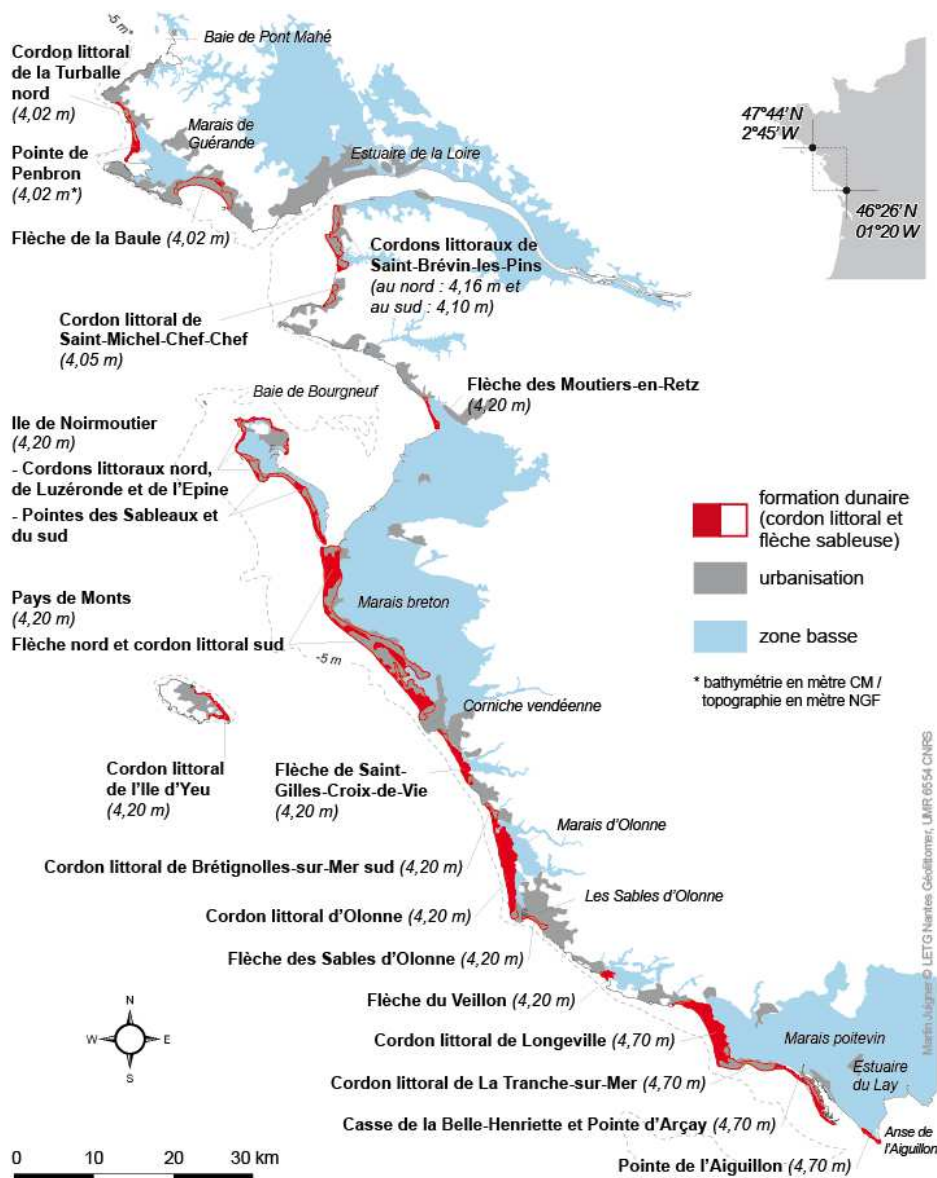 -5 m*
Baie de Pont Mahé
Cordon littoral
de la Turballe
nord
(4,02 m)
Marais de
Guérande
Estuaire de la Loire
47°44' N
2°45' W
Pointe de
Penbron
(4,02 m*)
46°26' N
01°20 W
Flèche de la Baule (4,02 m)
Cordons littoraux de
Saint-Brévin-les-Pins
(au nord : 4,16 m et
au sud : 4,10 m)
Cordon littoral de
Saint-Michel-Chef-Chef
(4,05 m)
Baie de Bourgneuf
Flèche des Moutiers-en-Retz
(4,20 m)
Ile de Noirmoutier
(4,20 m)
- Cordons littoraux nord,
de Luzéronde et de l'Epine
- Pointes des Sableaux et
du sud
formation dunaire
(cordon littoral et
flèche sableuse)
urbanisation
zone basse
* bathymétrie en mètre CM /
topographie en mètre NGF
Pays de Monts
(4,20 m)
Flèche nord et cordon littoral sud
Marais breton
-5 m
Corniche vendéenne
Cordon littoral
de l'Ile d'Yeu
(4,20 m)
Flèche de Saint-
Gilles-Croix-de-Vie
(4,20 m)
Marais d'Olonne
Cordon littoral de Brétignolles-sur-Mer sud (4,20 m)
Les Sables d'Olonne
Cordon littoral d'Olonne (4,20 m)
Flèche des Sables d'Olonne (4,20 m)
Flèche du Veillon (4,20 m)
Cordon littoral de Longeville (4,70 m)
Marais poitevin
Estuaire
du Lay
Cordon littoral de La Tranche-sur-Mer (4,70 m)
Casse de la Belle-Henriette et Pointe d'Arçay (4,70 m)
Anse de
l'Aiguillon
Pointe de l'Aiguillon (4,70 m)
N
W
E
S
0 10 20 30 km
Martin Juigner © LETG Nantes Géolittomer, UMR 6554 CNRS